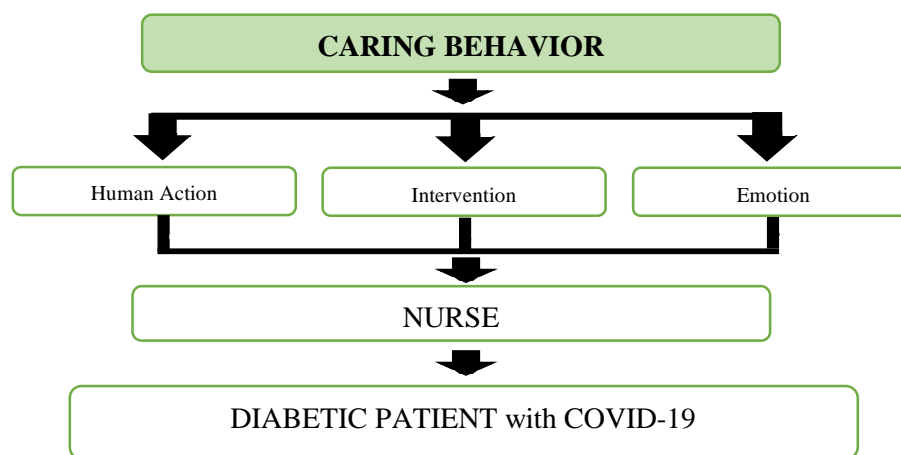 CARING BEHAVIOR
Human Action
Intervention
Emotion
NURSE
DIABETIC PATIENT with COVID-19